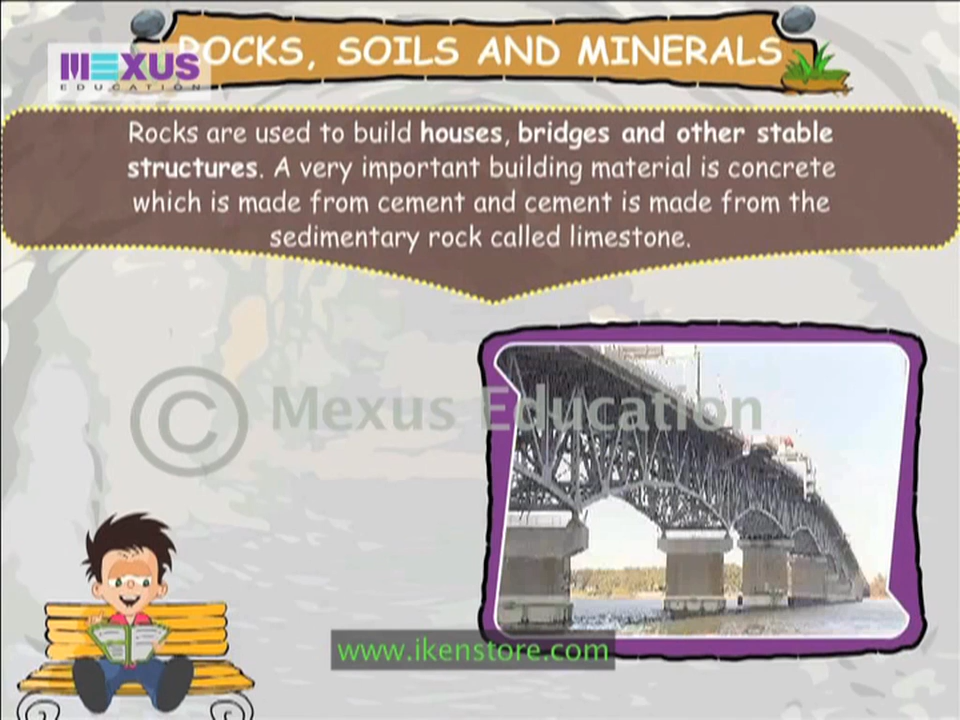 ROCKS, SOILS AND MINERALS
MEXUS
EDUCATION
Rocks are used to build houses, bridges and other stable
structures. A very important building material is concrete
which is made from cement and cement is made from the
sedimentary rock called limestone.
© Mexus Education
www.ikenstore.com